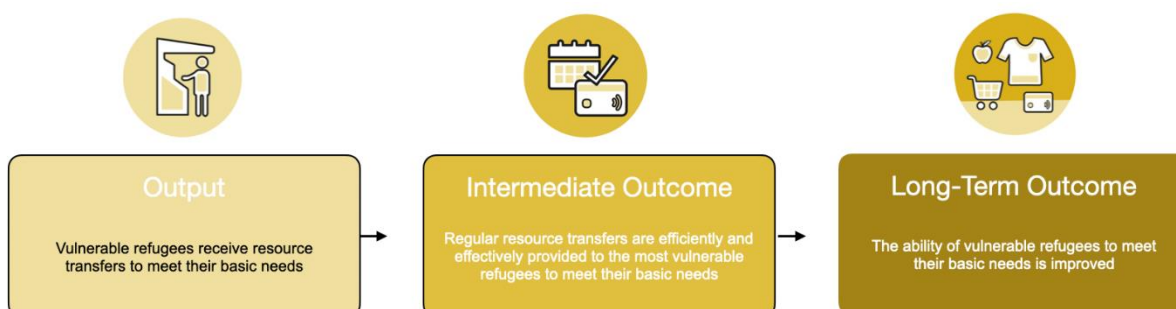 Output
Vulnerable refugees receive resource
transfers to meet their basic needs
Intermediate Outcome
Regular resource transfers are efficiently and
effectively provided to the most vulnerable
refugees to meet their basic needs
Long-Term Outcome
The ability of vulnerable refugees to meet
their basic needs is improved